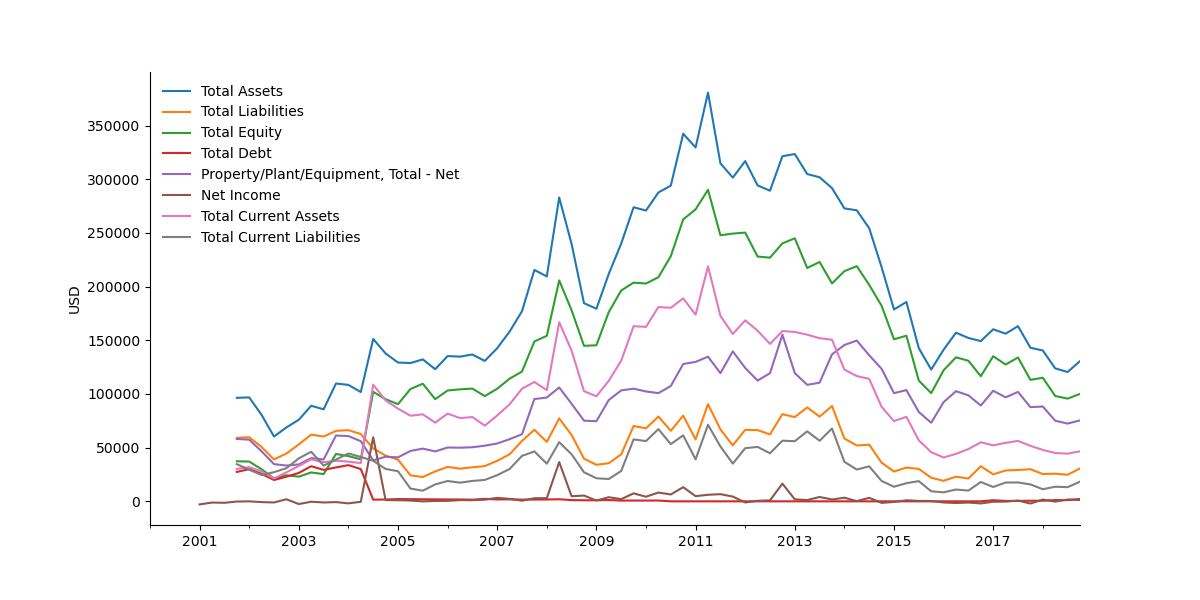 Total Assets
Total Liabilities
Total Equity
Total Debt
Property/Plant/Equipment, Total - Net
Net Income
Total Current Assets
Total Current Liabilities
USD
350000
300000
250000
200000
150000
100000
50000
0
2001 2003 2005 2007 2009 2011 2013 2015 2017